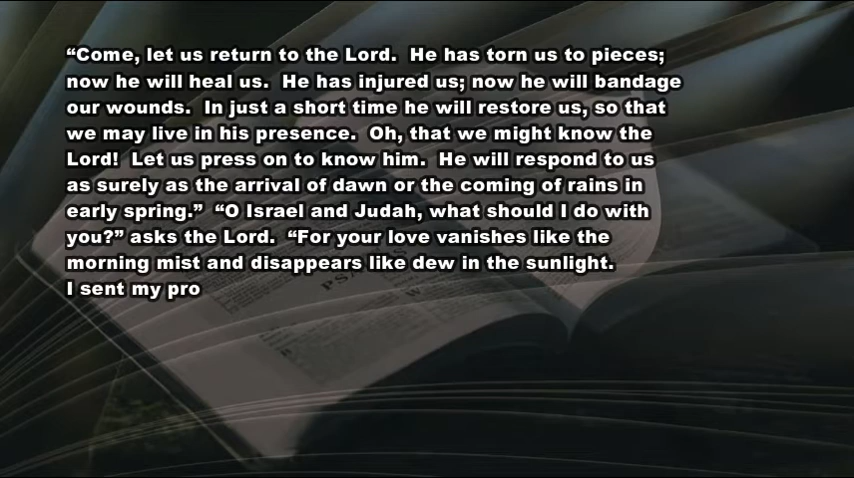 “Come, let us return to the Lord.  He has torn us to pieces;
now he will heal us.  He has injured us; now he will bandage
our wounds.  In just a short time he will restore us, so that
we may live in his presence.  Oh, that we might know the
Lord!  Let us press on to know him.  He will respond to us
as surely as the arrival of dawn or the coming of rains in
early spring.”  “O Israel and Judah, what should I do with
you?” asks the Lord.  “For your love vanishes like the
morning mist and disappears like dew in the sunlight.
I sent my pro